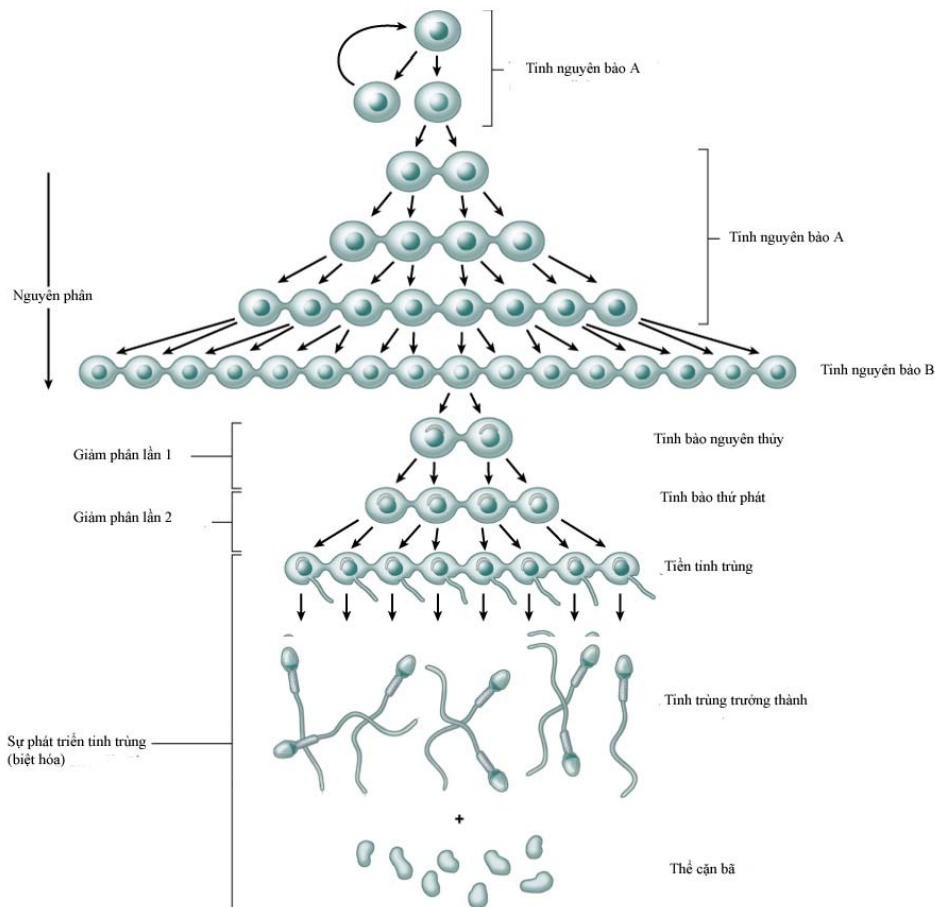 Tinh nguyên bào A
Tinh nguyên bào A
Nguyên phân
Tinh nguyên bào B
Tinh bào nguyên thủy
Giảm phân lần 1
Tinh bào thứ phát
Giảm phân lần 2
Tiền tinh trùng
Tinh trùng trưởng thành
Sự phát triển tinh trùng
(biệt hóa)
+
Thể cặn bã